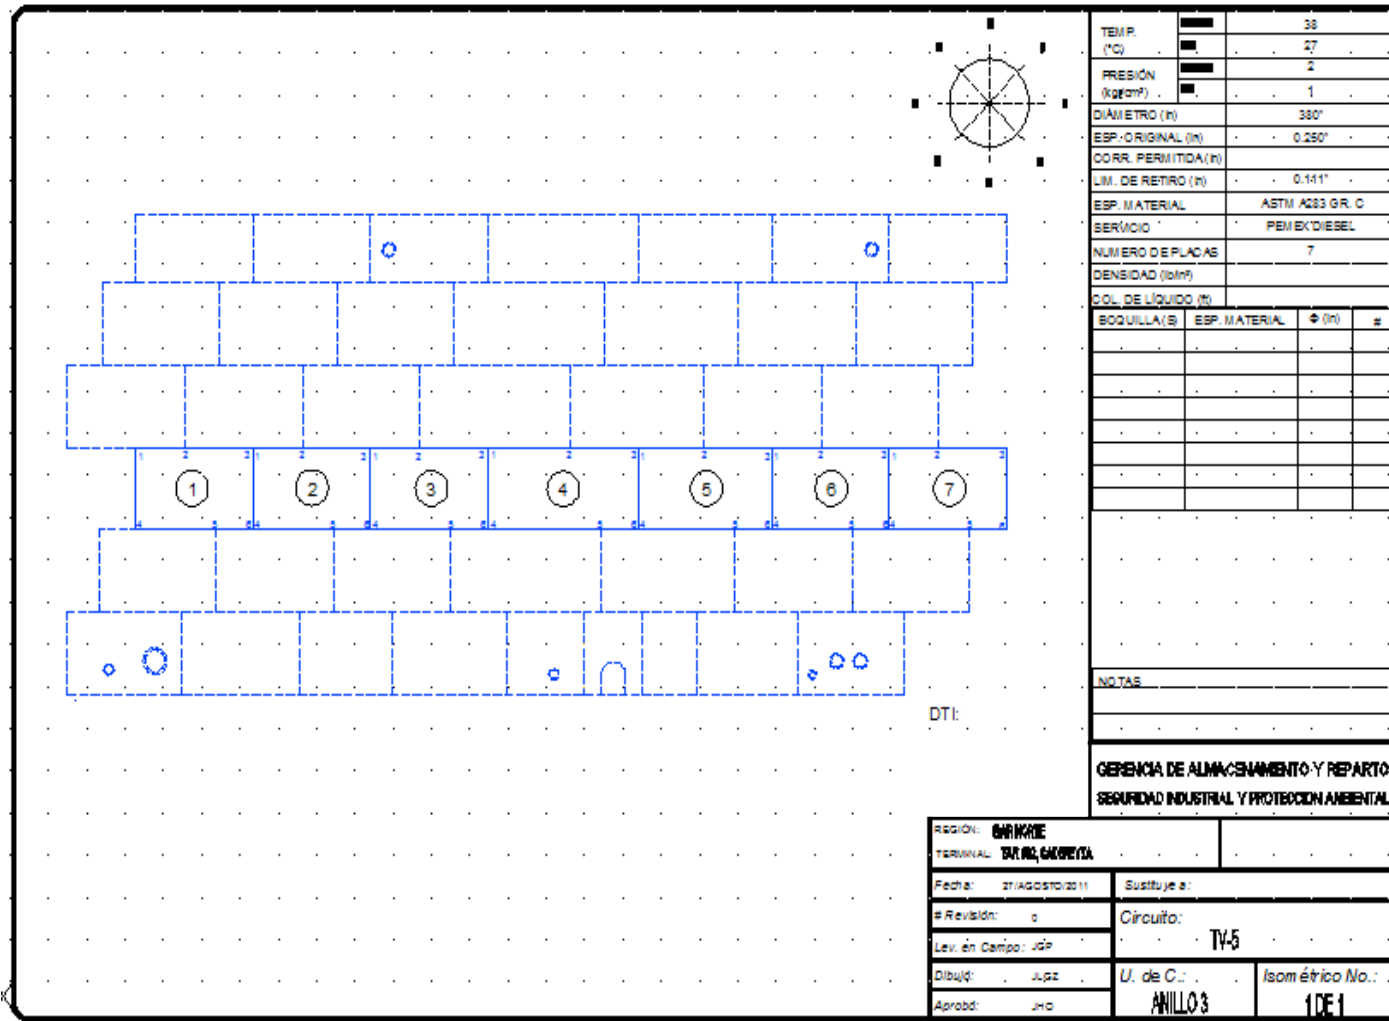 TEMP. (°C)
38
27
PRESIÓN (kg/cm²)
2
1
DIÁMETRO (in) 380"
ESP. ORIGINAL (in) 0.250"
CORR. PERMITIDA (in)
LIM. DE RETIRO (in) 0.141"
ESP. MATERIAL ASTM A283 GR. C
SERVICIO PEMEX DIESEL
NUMERO DE PLACAS 7
DENSIDAD (lb/in³)
COL. DE LÍQUIDO (ft)
BOQUILLA(S) ESP. MATERIAL Φ (in) #
1 2 3 4 5 6 7
DTI:
NOTAS
GERENCIA DE ALMACENAMIENTO Y REPARTO
SEGURIDAD INDUSTRIAL Y PROTECCION AMBIENTAL
REGIÓN:
TERMINAL:
Fecha: 27/AGOSTO/2011 Sustituye a:
# Revisión: 0 Circuito:
TV-5
Lev. en Campo: JGP
Dibujó: JLGZ U. de C.: Isométrico No.:
Aprobó: JHO ANILLO 3 1 DE 1